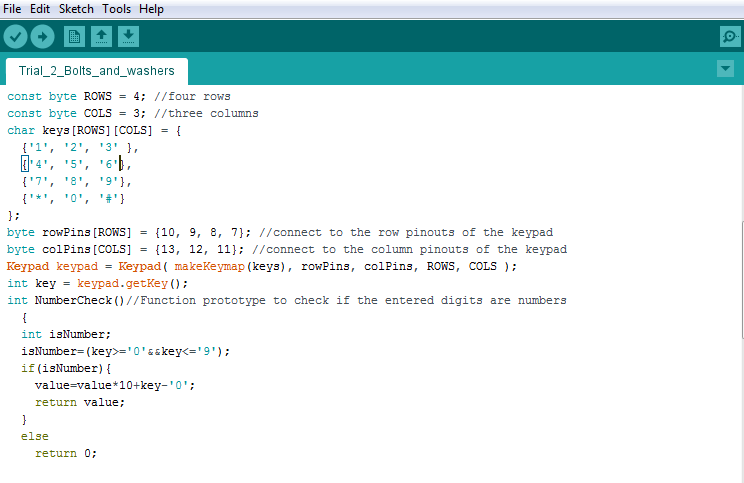 File Edit Sketch Tools Help
Trial_2_Bolts_and_washers
const byte ROWS = 4; //four rows
const byte COLS = 3; //three columns
char keys[ROWS][COLS] = {
  {'1', '2', '3' },
  {'4', '5', '6'},
  {'7', '8', '9'},
  {'*', '0', '#'}
};
byte rowPins[ROWS] = {10, 9, 8, 7}; //connect to the row pinouts of the keypad
byte colPins[COLS] = {13, 12, 11}; //connect to the column pinouts of the keypad
Keypad keypad = Keypad( makeKeymap(keys), rowPins, colPins, ROWS, COLS );
int key = keypad.getKey();
int NumberCheck()//Function prototype to check if the entered digits are numbers
  {
  int isNumber;
  isNumber=(key>='0'&&key<='9');
  if(isNumber){
    value=value*10+key-'0';
    return value;
  }
  else
    return 0;